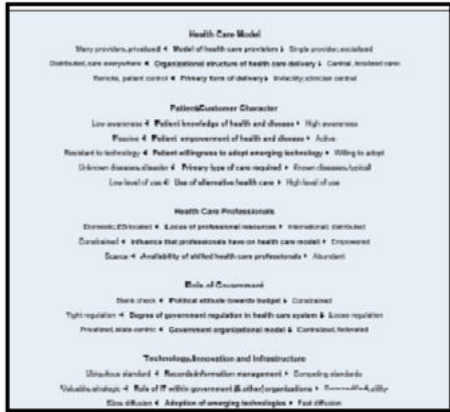 Health Care Model
Many providers, privatized Model of health care provision Single provider, socialized
Distributed, care everywhere Organizational structure of health care delivery Central, localized care
Remote, patient control Primary form of delivery In-facility, clinician control
Patient/Customer Character
Low awareness Patient knowledge of health and disease High awareness
Passive Patient empowerment of health and disease Active
Resistant to technology Patient willingness to adopt emerging technology Willing to adopt
Unknown diseases/disorder Primary type of care required Known diseases/typical
Low level of use Use of alternative health care High level of use
Health Care Professionals
Domestic, Locus of professional resources International, distributed
Constrained Influence that professionals have on health care model Empowered
Scarce Availability of skilled health care professionals Abundant
Role of Government
Blank check Political attitude towards budget Constrained
Tight regulation Degree of government regulation in health care system Loose regulation
Privatized, state-centric Government organizational model Centralized, federated
Technology, Innovation and Infrastructure
Ubiquitous standard Records/information management Competing standards
Valuable, strategic Role of IT within government (& other) organizations
Slow diffusion Adoption of emerging technologies Fast diffusion